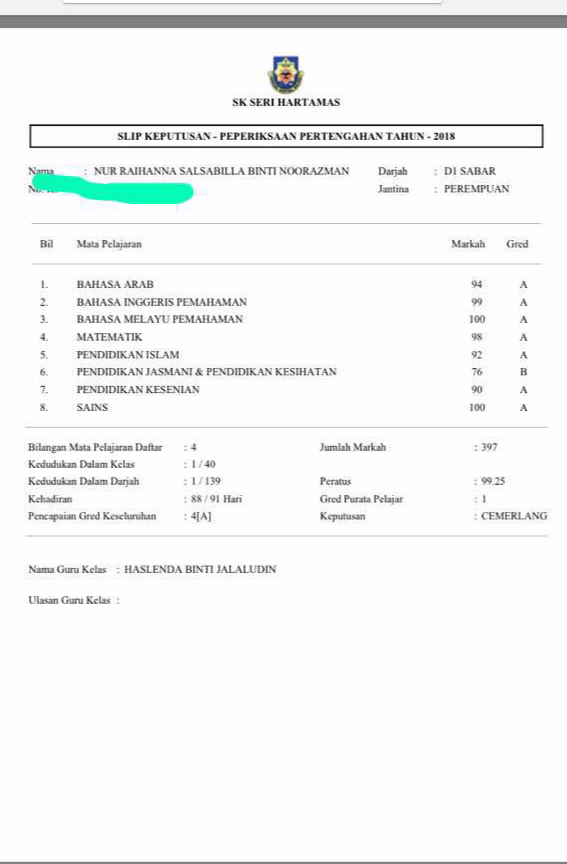 SK SERI HARTAMAS
SLIP KEPUTUSAN - PEPERIKSAAN PERTENGAHAN TAHUN - 2018
Nama : NUR RAIHANNA SALSABILLA BINTI NOORAZMAN Darjah : D1 SABAR
Jantina : PEREMPUAN
Bil Mata Pelajaran Markah Gred
1. BAHASA ARAB 94 A
2. BAHASA INGGERIS PEMAHAMAN 99 A
3. BAHASA MELAYU PEMAHAMAN 100 A
4. MATEMATIK 98 A
5. PENDIDIKAN ISLAM 92 A
6. PENDIDIKAN JASMANI & PENDIDIKAN KESIHATAN 76 B
7. PENDIDIKAN KESENIAN 90 A
8. SAINS 100 A
Bilangan Mata Pelajaran Daftar : 4 Jumlah Markah : 397
Kedudukan Dalam Kelas : 1 / 40
Kedudukan Dalam Darjah : 1 / 139 Peratus : 99.25
Kehadiran : 88 / 91 Hari Gred Purata Pelajar : 1
Pencapaian Gred Keseluruhan : 4[A] Keputusan : CEMERLANG
Nama Guru Kelas : HASLENDA BINTI JALALUDIN
Ulasan Guru Kelas :